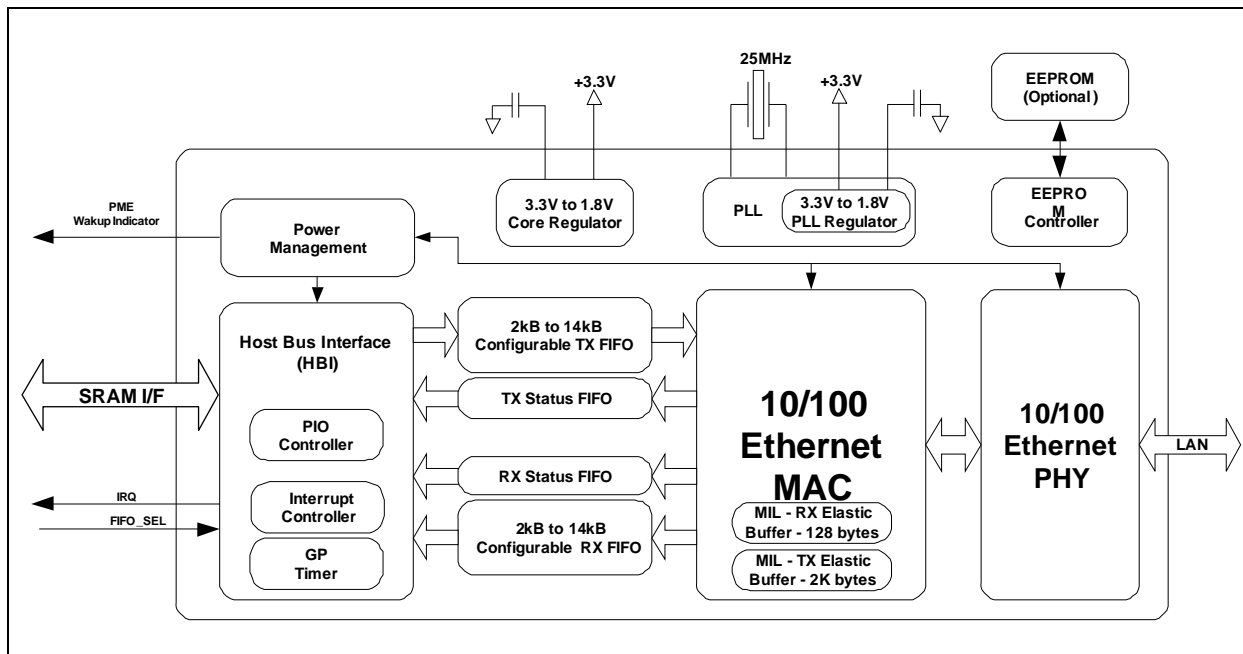 25MHz
+3.3V
+3.3V
EEPROM
(Optional)
3.3V to 1.8V
Core Regulator
PLL
3.3V to 1.8V
PLL Regulator
EEPRO
M
Controller
PME
Wakup Indicator
Power
Management
Host Bus Interface
(HBI)
2kB to 14kB
Configurable TX FIFO
SRAM I/F
TX Status FIFO
PIO
Controller
RX Status FIFO
IRQ
FIFO_SEL
Interrupt
Controller
2kB to 14kB
Configurable RX FIFO
GP
Timer
10/100
Ethernet
MAC
MIL - RX Elastic
Buffer - 128 bytes
MIL - TX Elastic
Buffer - 2K bytes
10/100
Ethernet
PHY
LAN